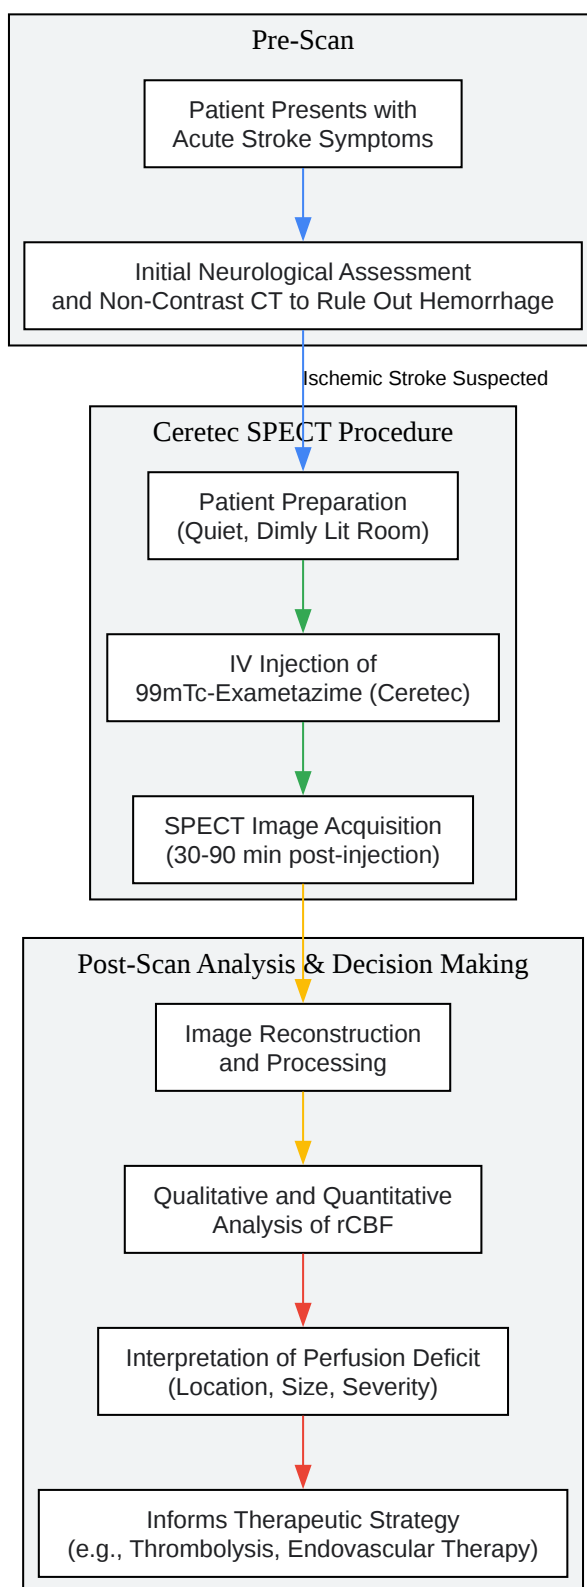 Pre-Scan
Patient Presents with
Acute Stroke Symptoms
Initial Neurological Assessment
and Non-Contrast CT to Rule Out Hemorrhage
Ischemic Stroke Suspected
Ceretec SPECT Procedure
Patient Preparation
(Quiet, Dimly Lit Room)
IV Injection of
99mTc-Exametazime (Ceretec)
SPECT Image Acquisition
(30-90 min post-injection)
Post-Scan Analysis & Decision Making
Image Reconstruction
and Processing
Qualitative and Quantitative
Analysis of rCBF
Interpretation of Perfusion Deficit
(Location, Size, Severity)
Informs Therapeutic Strategy
(e.g., Thrombolysis, Endovascular Therapy)